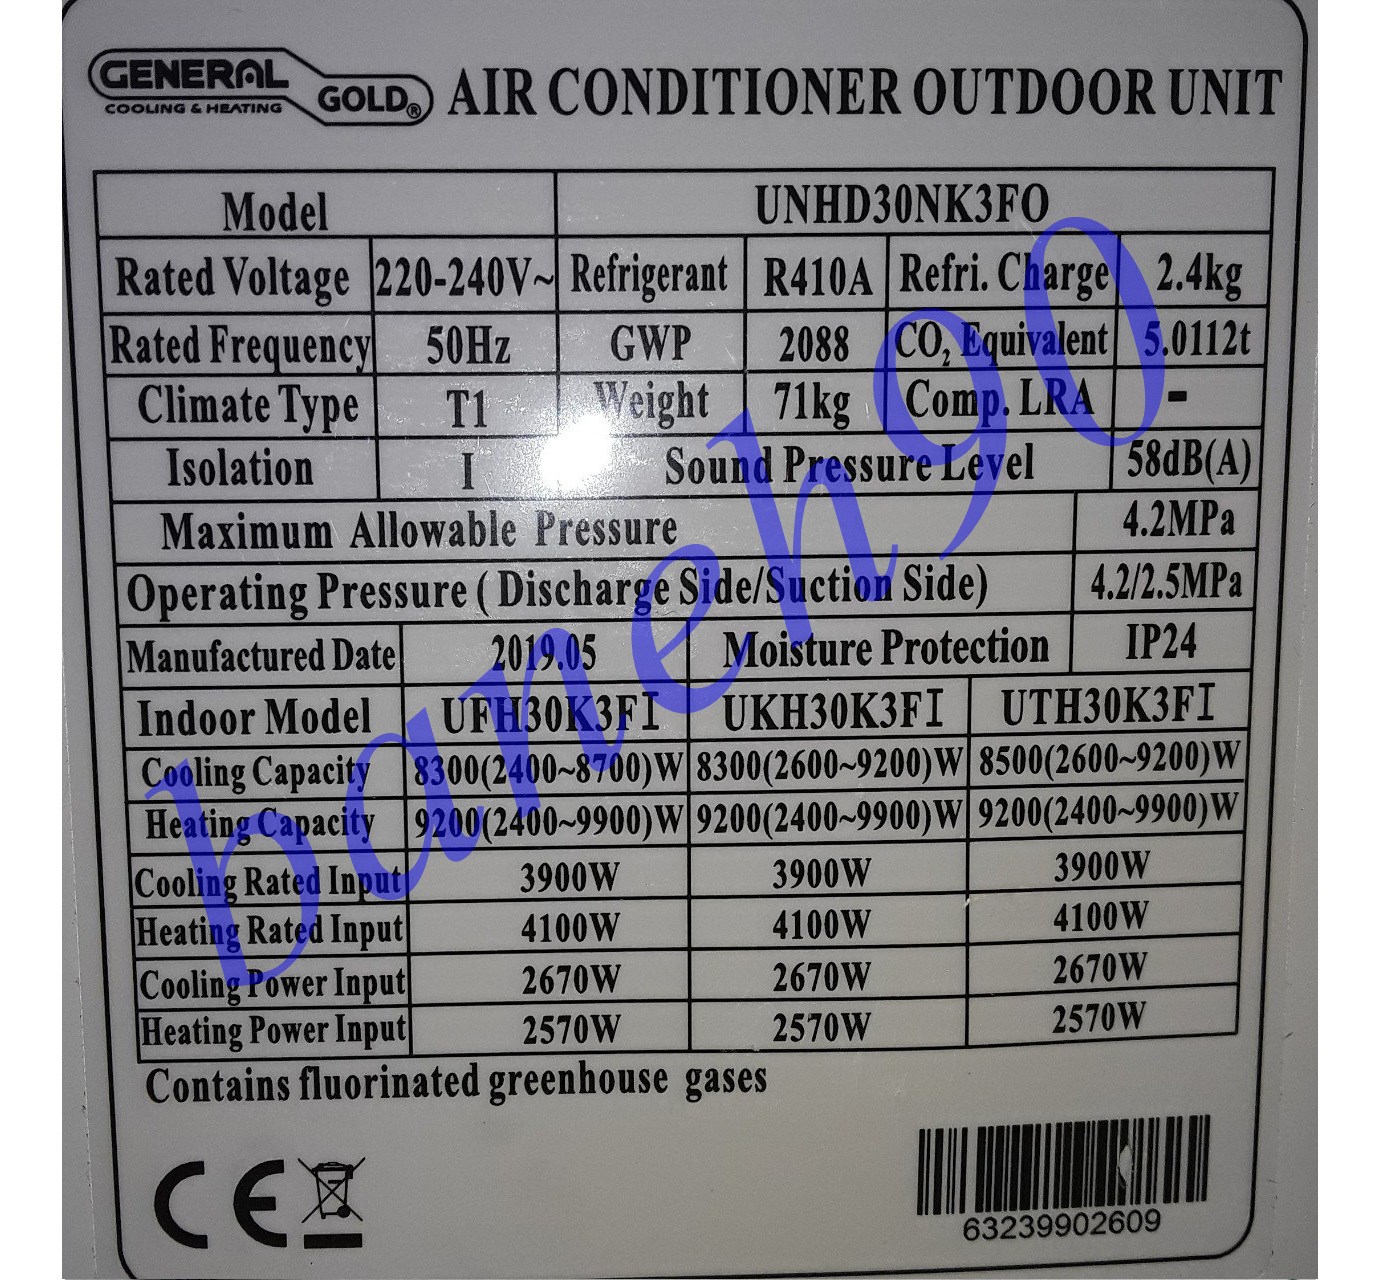 GENERAL
COOLING & HEATING
GOLD®
AIR CONDITIONER OUTDOOR UNIT
Model UNHD30NK3FO
Rated Voltage 220-240V~ Refrigerant R410A Refri. Charge 2.4kg
Rated Frequency 50Hz GWP 2088 CO₂ Equivalent 5.0112t
Climate Type T1 Weight 71kg Comp. LRA -
Isolation I Sound Pressure Level 58dB(A)
Maximum Allowable Pressure 4.2MPa
Operating Pressure ( Discharge Side/Suction Side) 4.2/2.5MPa
Manufactured Date 2019.05 Moisture Protection IP24
Indoor Model UFH30K3FI UKH30K3FI UTH30K3FI
Cooling Capacity 8300(2400~8700)W 8300(2600~9200)W 8500(2600~9200)W
Heating Capacity 9200(2400~9900)W 9200(2400~9900)W 9200(2400~9900)W
Cooling Rated Input 3900W 3900W 3900W
Heating Rated Input 4100W 4100W 4100W
Cooling Power Input 2670W 2670W 2670W
Heating Power Input 2570W 2570W 2570W
Contains fluorinated greenhouse gases
CE
63239902609
baneh90